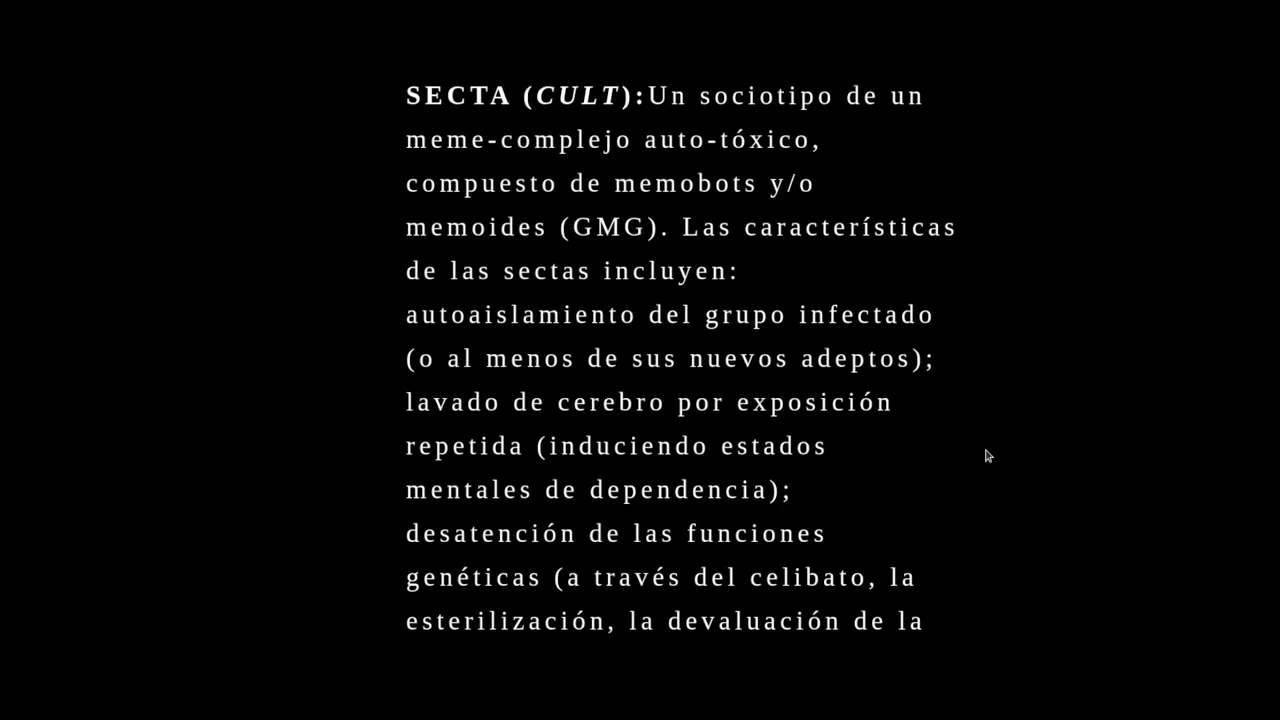 SECTA (CULT):Un sociotipo de un
meme-complejo auto-tóxico,
compuesto de memobots y/o
memoides (GMG). Las características
de las sectas incluyen:
autoaislamiento del grupo infectado
(o al menos de sus nuevos adeptos);
lavado de cerebro por exposición
repetida (induciendo estados
mentales de dependencia);
desatención de las funciones
genéticas (a través del celibato, la
esterilización, la devaluación de la